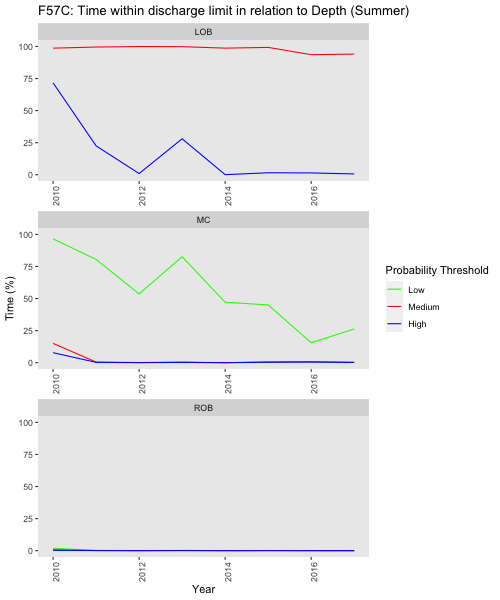 F57C: Time within discharge limit in relation to Depth (Summer)
LOB
100
75
50
25
0
2010
2012
2014
2016
MC
100
75
50
25
0
2010
2012
2014
2016
ROB
100
75
50
25
0
2010
2012
2014
2016
Time (%)
Year
Probability Threshold
Low
Medium
High